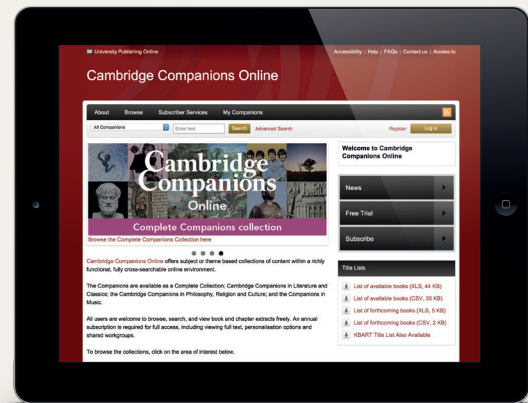 University Publishing Online
Accessibility | Help | FAQs | Contact us | Access to
Cambridge Companions Online
About Browse Subscriber Services My Companions
All Companions Enter text Search Advanced Search Register Log in
Cambridge
Companions
Online
Complete Companions collection
Browse the Complete Companions Collection here
Cambridge Companions Online offers subject or theme based collections of content within a richly
functional, fully cross-searchable online environment.
The Companions are available as a Complete Collection; Cambridge Companions in Literature and
Classics; the Cambridge Companions in Philosophy, Religion and Culture; and the Companions in
Music.
All users are welcome to browse, search, and view book and chapter extracts freely. An annual
subscription is required for full access, including viewing full text, personalisation options and
shared workgroups.
To browse the collections, click on the area of interest below.
Welcome to Cambridge
Companions Online
News
Free Trial
Subscribe
Title Lists
List of available books (XLS, 44 KB)
List of available books (CSV, 35 KB)
List of forthcoming books (XLS, 5 KB)
List of forthcoming books (CSV, 2 KB)
KBART Title List Also Available